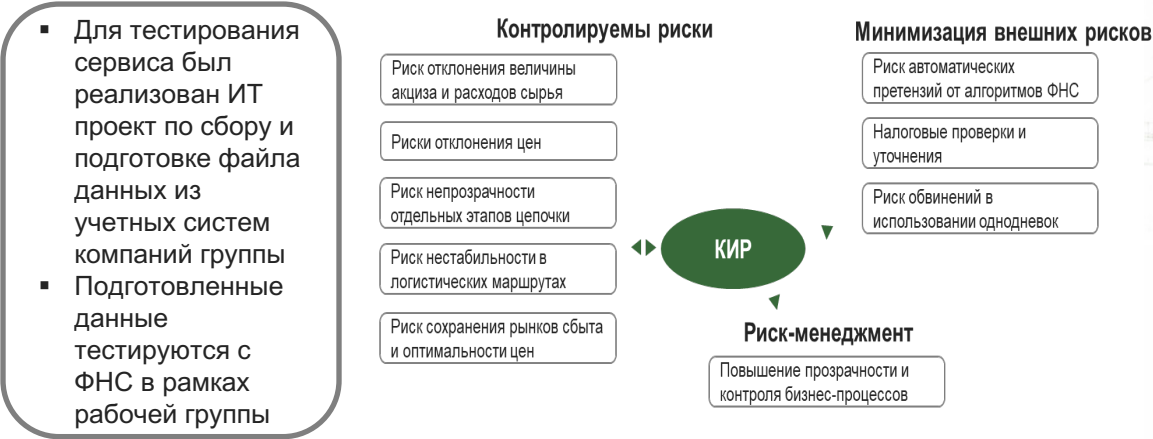 ▪ Для тестирования
сервиса был
реализован ИТ
проект по сбору и
подготовке файла
данных из
учетных систем
компаний группы
▪ Подготовленные
данные
тестируются с
ФНС в рамках
рабочей группы
Контролируемы риски
Риск отклонения величины
акциза и расходов сырья
Риски отклонения цен
Риск непрозрачности
отдельных этапов цепочки
Риск нестабильности в
логистических маршрутах
Риск сохранения рынков сбыта
и оптимальности цен
КИР
Минимизация внешних рисков
Риск автоматических
претензий от алгоритмов ФНС
Налоговые проверки и
уточнения
Риск обвинений в
использовании однодневок
Риск-менеджмент
Повышение прозрачности и
контроля бизнес-процессов